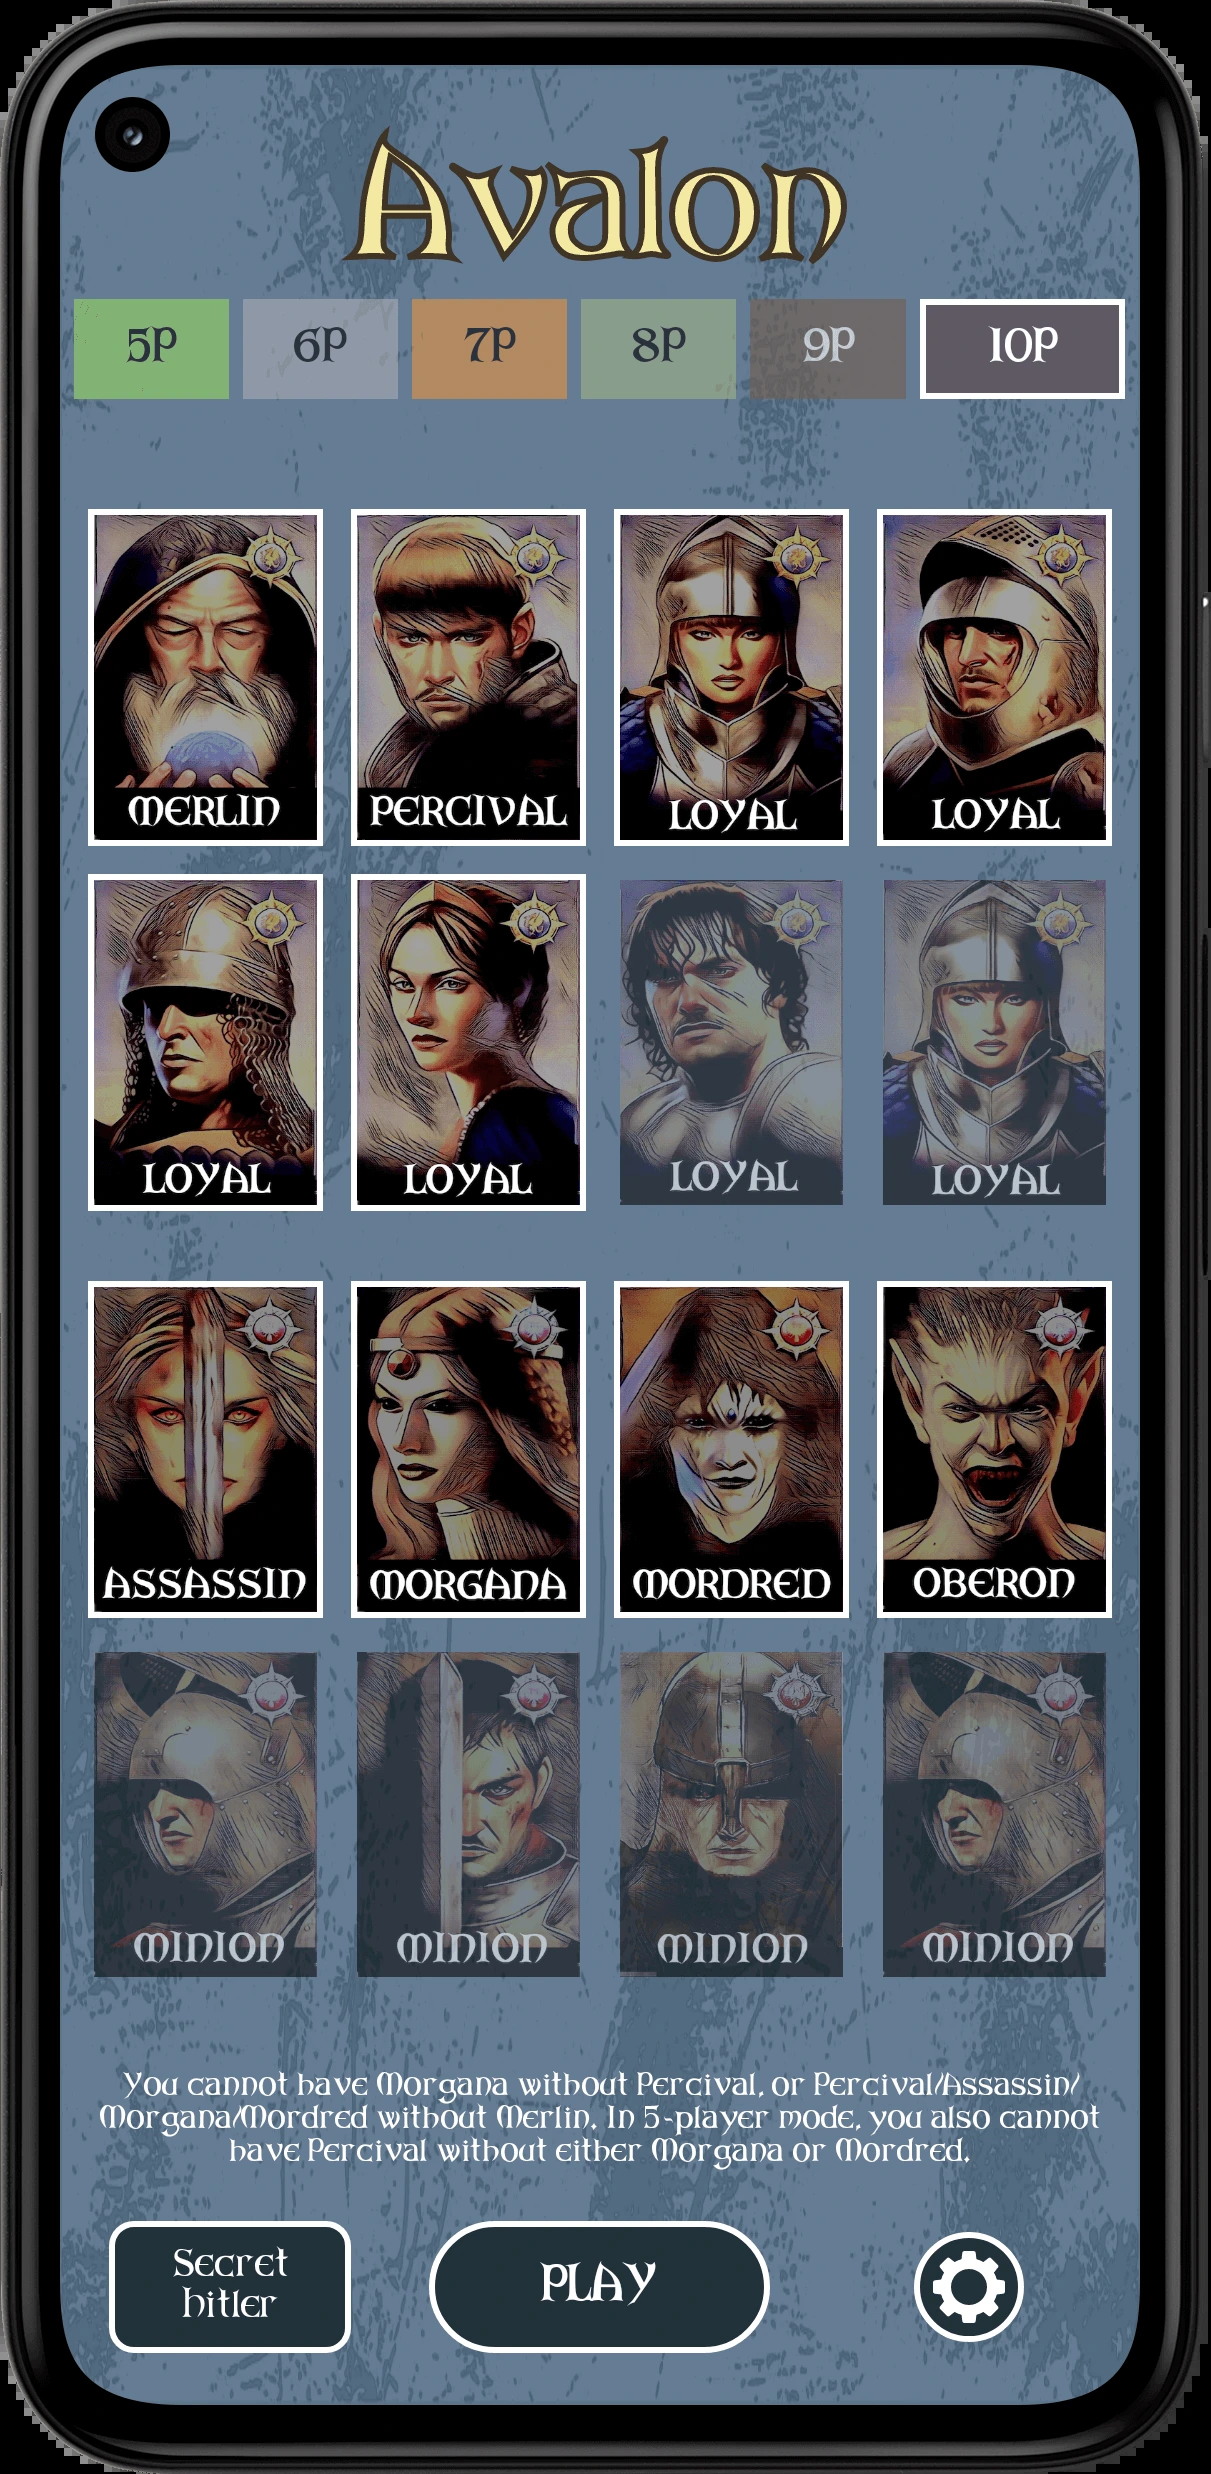 Avalon
5P 6P 7P 8P 9P 10P
MERLIN PERCIVAL LOYAL LOYAL
LOYAL LOYAL LOYAL LOYAL
ASSASSIN MORGANA MORDRED OBERON
MINION MINION MINION MINION
You cannot have Morgana without Percival, or Percival/Assassin/
Morgana/Mordred without Merlin. In 5-player mode, you also cannot
have Percival without either Morgana or Mordred.
Secret
hitler
PLAY